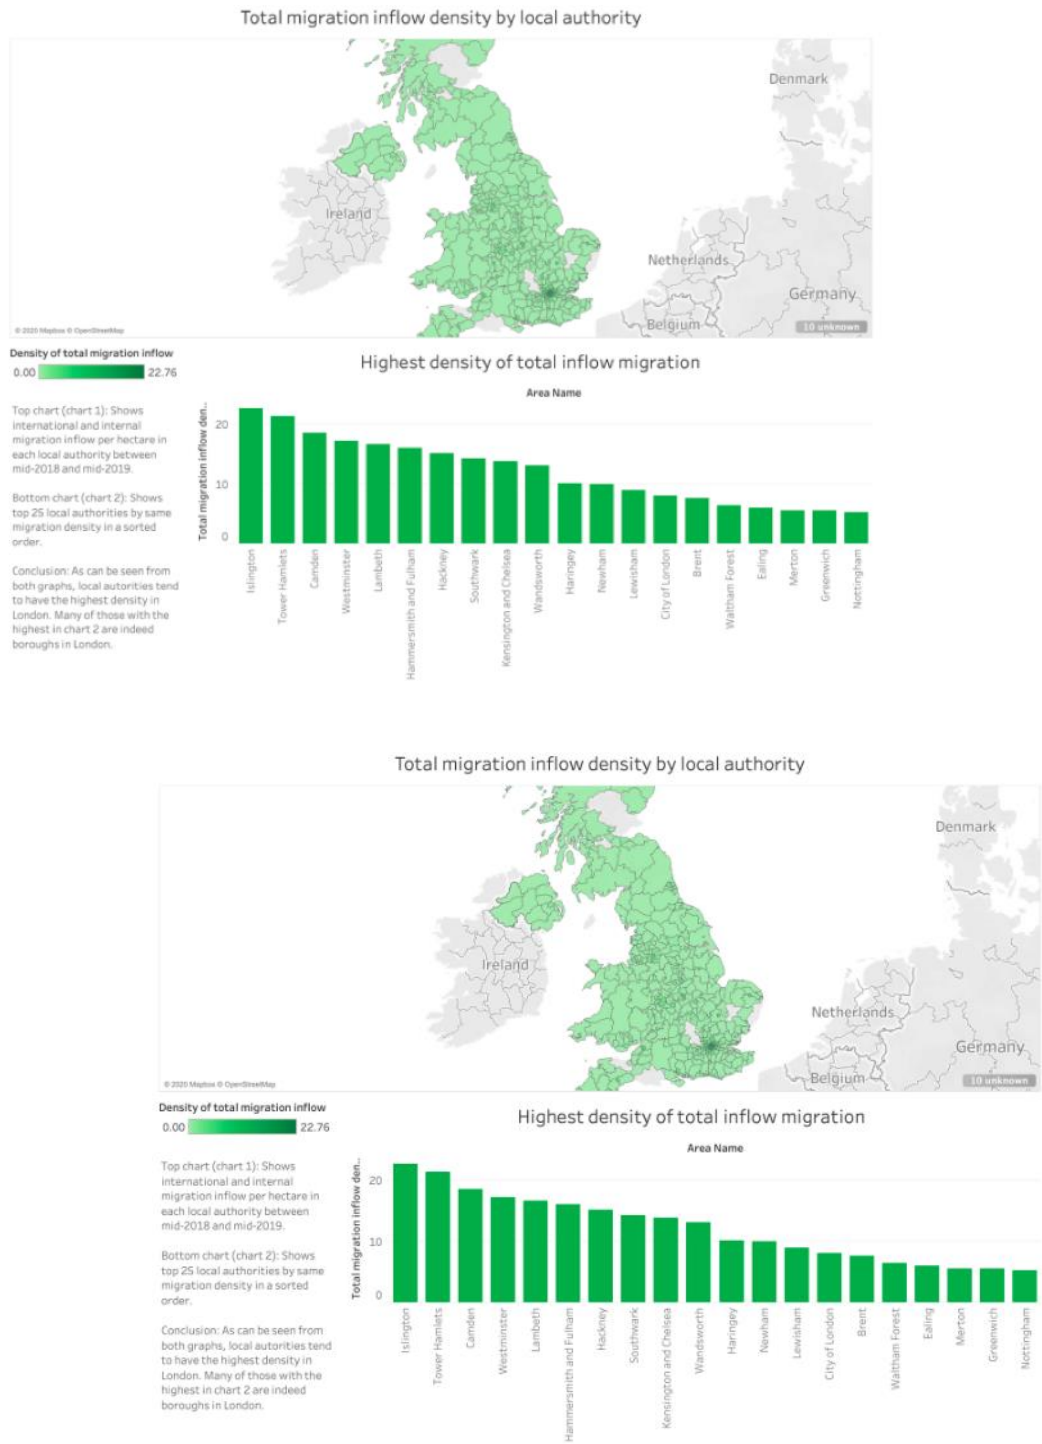 Total migration inflow density by local authority
Denmark
Ireland
Netherlands
Germany
Belgium
© 2020 Mapbox © OpenStreetMap
10 unknown
Density of total migration inflow
0.00 22.76
Highest density of total inflow migration
Area Name
Top chart (chart 1): Shows
international and internal
migration inflow per hectare in
each local authority between
mid-2018 and mid-2019.
Bottom chart (chart 2): Shows
top 25 local authorities by same
migration density in a sorted
order.
Conclusion: As can be seen from
both graphs, local autorities tend
to have the highest density in
London. Many of those with the
highest in chart 2 are indeed
boroughs in London.
Total migration inflow den..
20
10
0
Islington
Tower Hamlets
Camden
Westminster
Lambeth
Hammersmith and Fulham
Hackney
Southwark
Kensington and Chelsea
Wandsworth
Haringey
Newham
Lewisham
City of London
Brent
Waltham Forest
Ealing
Merton
Greenwich
Nottingham
Total migration inflow density by local authority
Denmark
Ireland
Netherlands
Germany
Belgium
© 2020 Mapbox © OpenStreetMap
10 unknown
Density of total migration inflow
0.00 22.76
Highest density of total inflow migration
Area Name
Top chart (chart 1): Shows
international and internal
migration inflow per hectare in
each local authority between
mid-2018 and mid-2019.
Bottom chart (chart 2): Shows
top 25 local authorities by same
migration density in a sorted
order.
Conclusion: As can be seen from
both graphs, local autorities tend
to have the highest density in
London. Many of those with the
highest in chart 2 are indeed
boroughs in London.
Total migration inflow den..
20
10
0
Islington
Tower Hamlets
Camden
Westminster
Lambeth
Hammersmith and Fulham
Hackney
Southwark
Kensington and Chelsea
Wandsworth
Haringey
Newham
Lewisham
City of London
Brent
Waltham Forest
Ealing
Merton
Greenwich
Nottingham